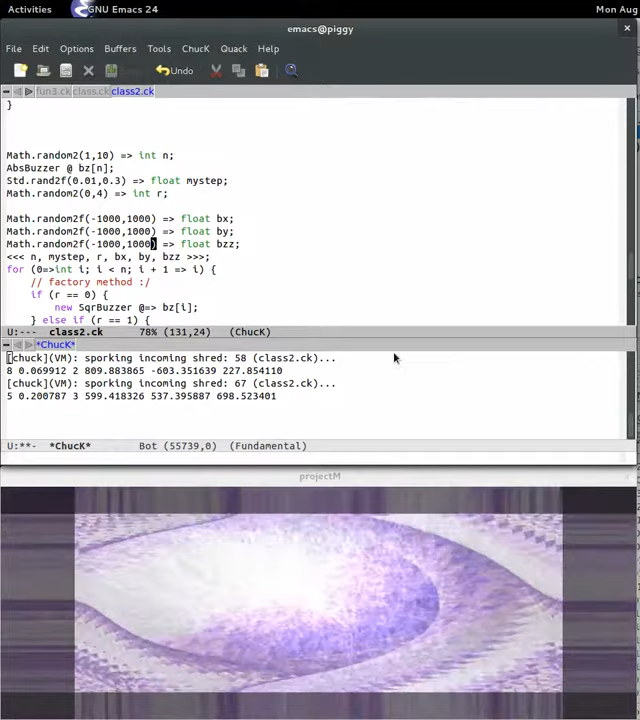 Activities GNU Emacs 24 Mon Aug
emacs@piggy
File Edit Options Buffers Tools ChucK Quack Help
Undo
fun3.ck class.ck class2.ck
}
Math.random2(1,10) => int n;
AbsBuzzer @ bz[n];
Std.rand2f(0.01,0.3) => float mystep;
Math.random2(0,4) => int r;
Math.random2f(-1000,1000) => float bx;
Math.random2f(-1000,1000) => float by;
Math.random2f(-1000,1000) => float bzz;
<<< n, mystep, r, bx, by, bzz >>>;
for (0=>int i; i < n; i + 1 => i) {
// factory method :/
if (r == 0) {
new SqrBuzzer @=> bz[i];
} else if (r == 1) {
U:--- class2.ck 78% (131,24) (ChucK)
*ChucK*
[chuck](VM): sporking incoming shred: 58 (class2.ck)...
8 0.069912 2 809.883865 -603.351639 227.854110
[chuck](VM): sporking incoming shred: 67 (class2.ck)...
5 0.200787 3 599.418326 537.395887 698.523401
U:**- *ChucK* Bot (55739,0) (Fundamental)
projectM